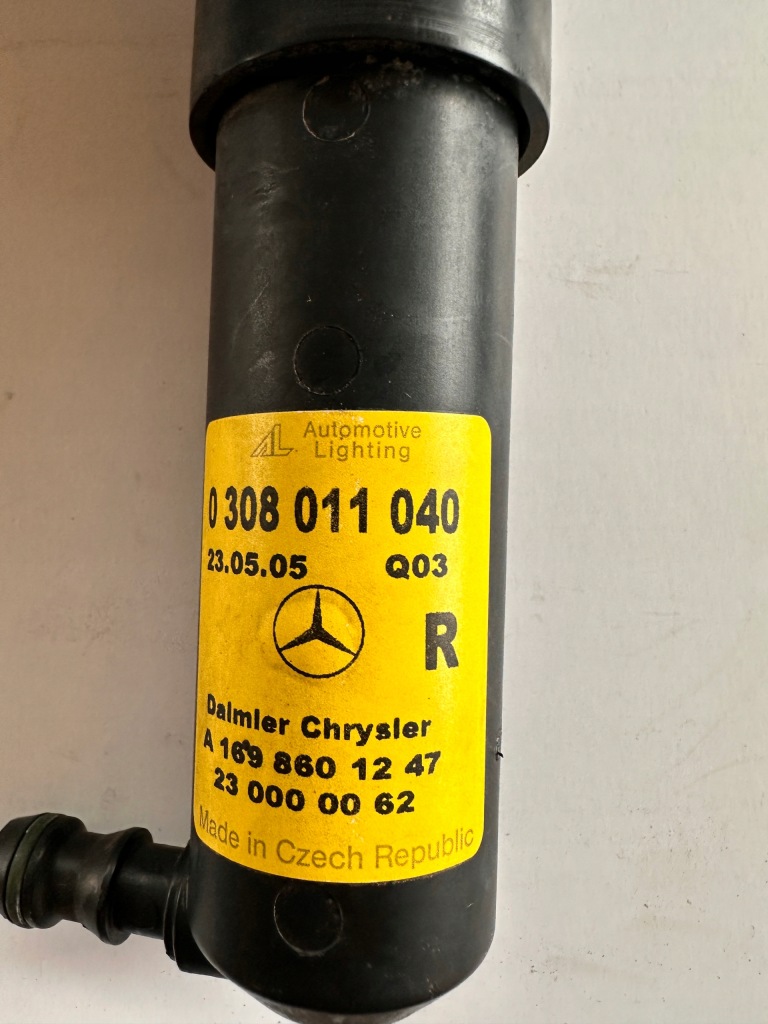 Automotive
Lighting
0 308 011 040
23.05.05 Q03
R
Daimler Chrysler
A 169 860 12 47
23 000 00 62
Made in Czech Republic